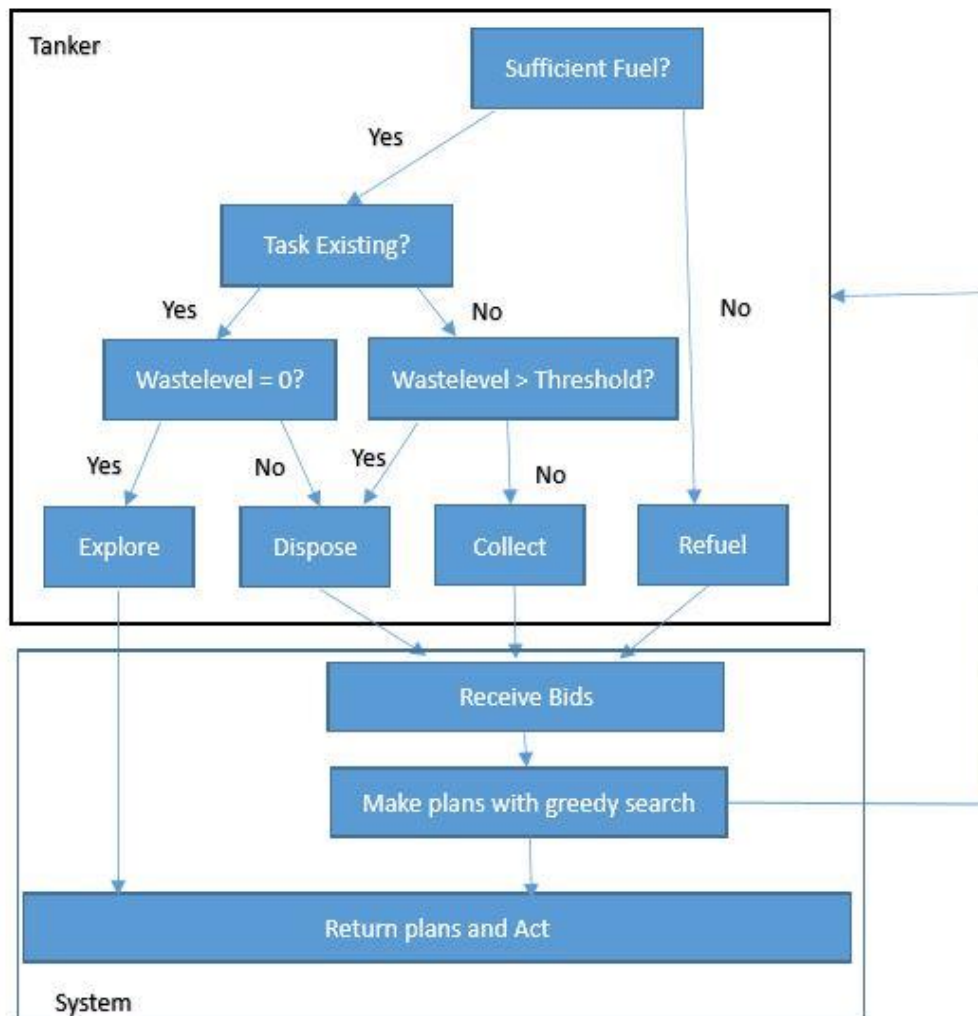 Tanker
Sufficient Fuel?
Yes
Task Existing?
Yes
No
No
Wastelevel = 0?
Wastelevel > Threshold?
Yes
No
Yes
No
Explore
Dispose
Collect
Refuel
Receive Bids
Make plans with greedy search
Return plans and Act
System